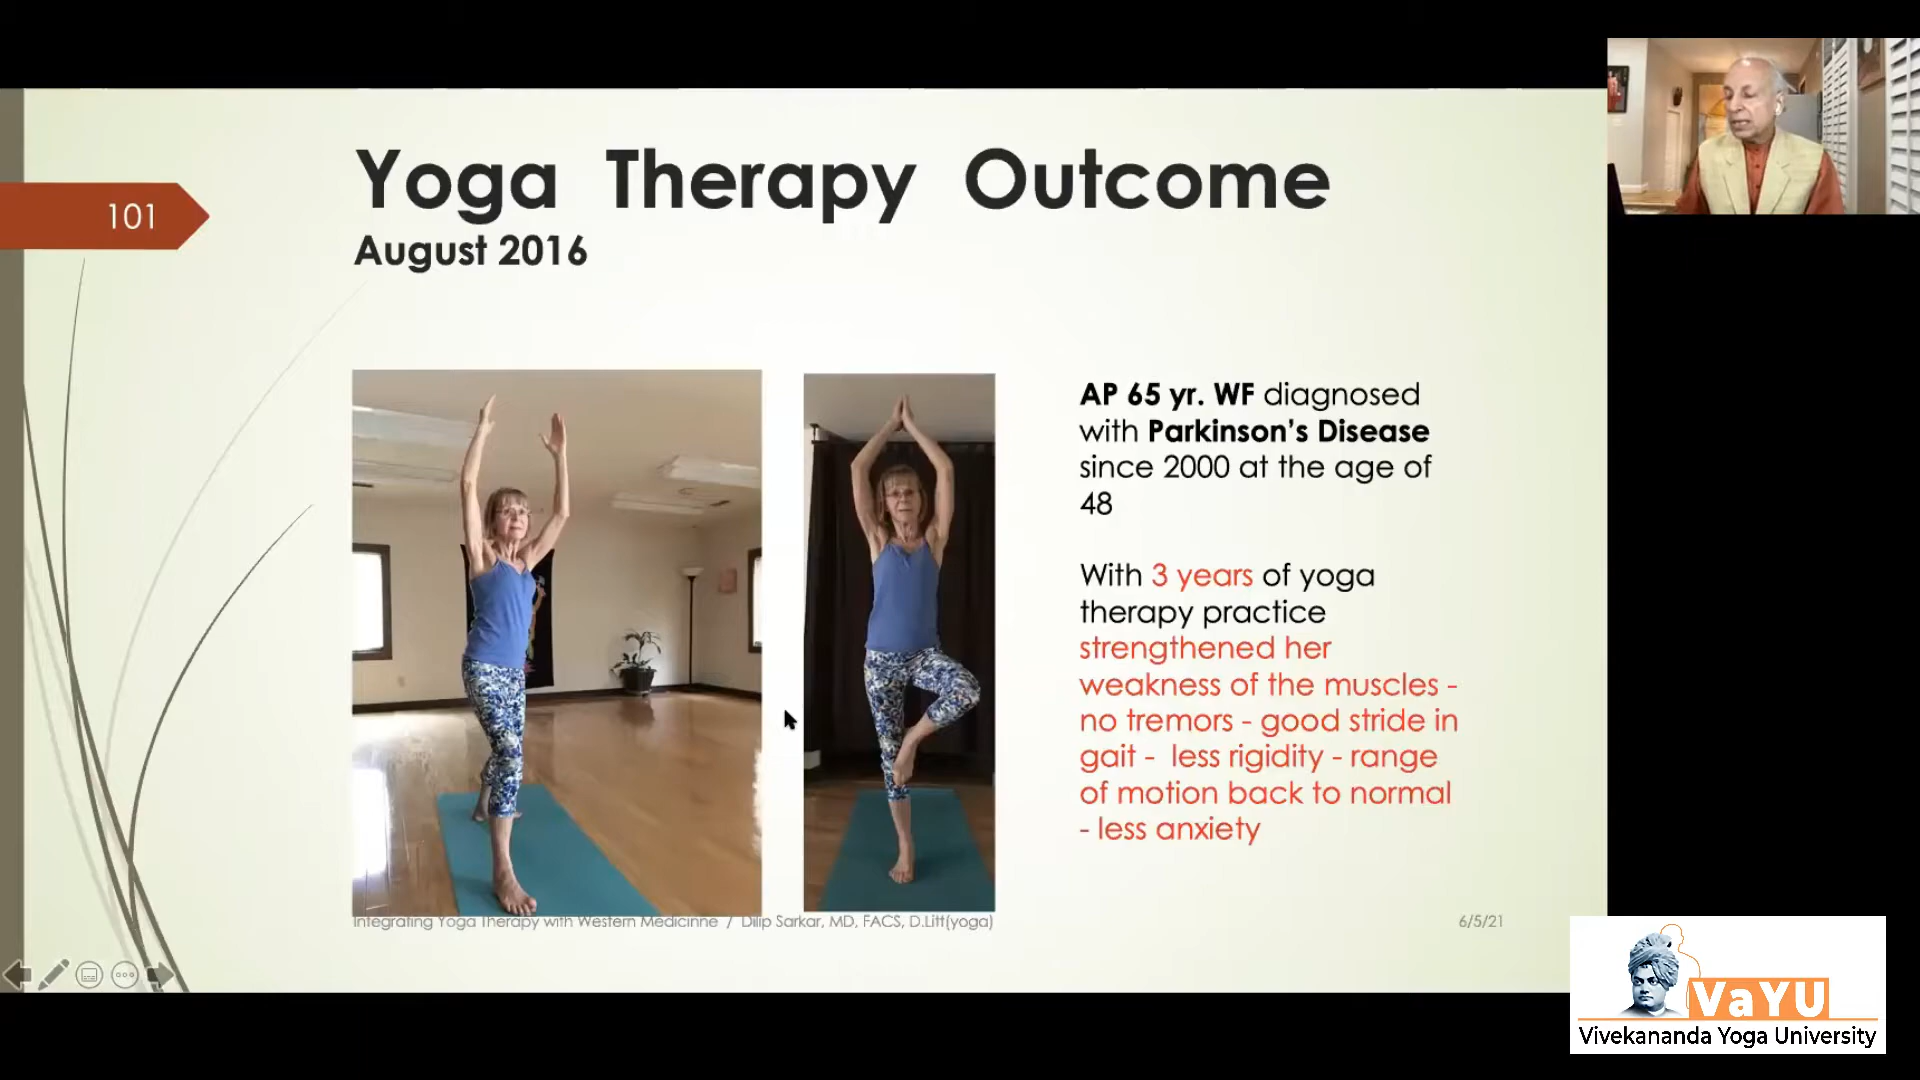 Yoga Therapy Outcome
August 2016
101
AP 65 yr. WF diagnosed
with Parkinson's Disease
since 2000 at the age of
48
With 3 years of yoga
therapy practice
strengthened her
weakness of the muscles -
no tremors - good stride in
gait - less rigidity - range
of motion back to normal
- less anxiety
Integrating Yoga Therapy with Western Medicinne / Dilip Sarkar, MD, FACS, D.Litt(yoga)
6/5/21
VaYU
Vivekananda Yoga University